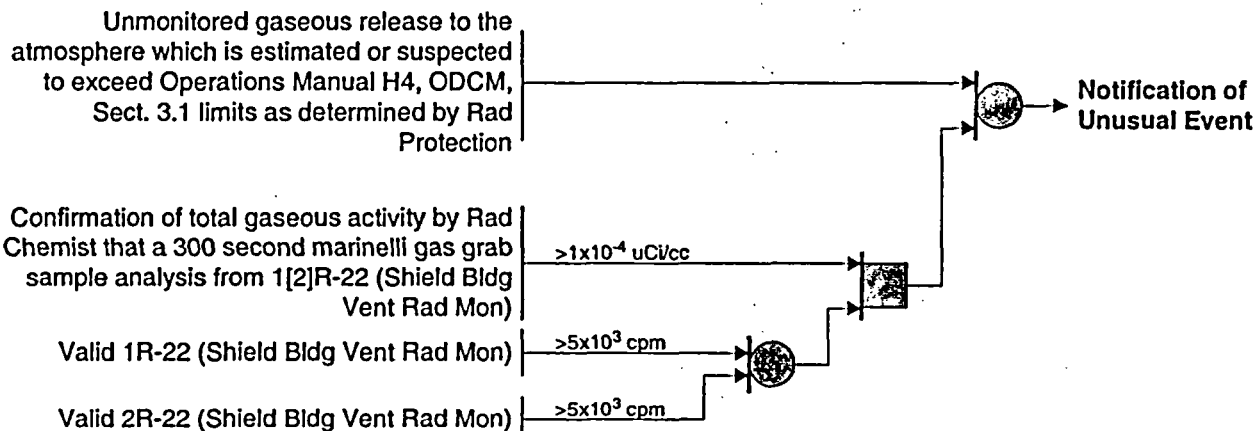 Unmonitored gaseous release to the
atmosphere which is estimated or suspected
to exceed Operations Manual H4, ODCM,
Sect. 3.1 limits as determined by Rad
Protection
Notification of
Unusual Event
Confirmation of total gaseous activity by Rad
Chemist that a 300 second marinelli gas grab
sample analysis from 1[2]R-22 (Shield Bldg
Vent Rad Mon)
>1x10⁻⁴ uCi/cc
Valid 1R-22 (Shield Bldg Vent Rad Mon)
>5x10³ cpm
Valid 2R-22 (Shield Bldg Vent Rad Mon)
>5x10³ cpm